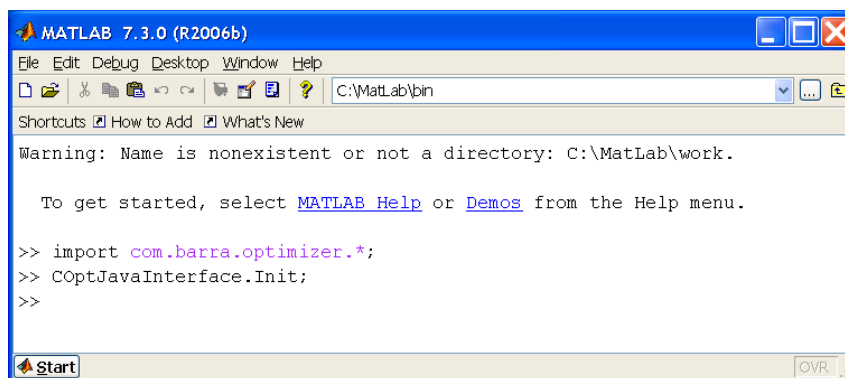 MATLAB 7.3.0 (R2006b)
File Edit Debug Desktop Window Help
C:\MatLab\bin ...
Shortcuts How to Add What's New
Warning: Name is nonexistent or not a directory: C:\MatLab\work.
To get started, select MATLAB Help or Demos from the Help menu.
>> import com.barra.optimizer.*;
>> COptJavaInterface.Init;
>>
Start OVR